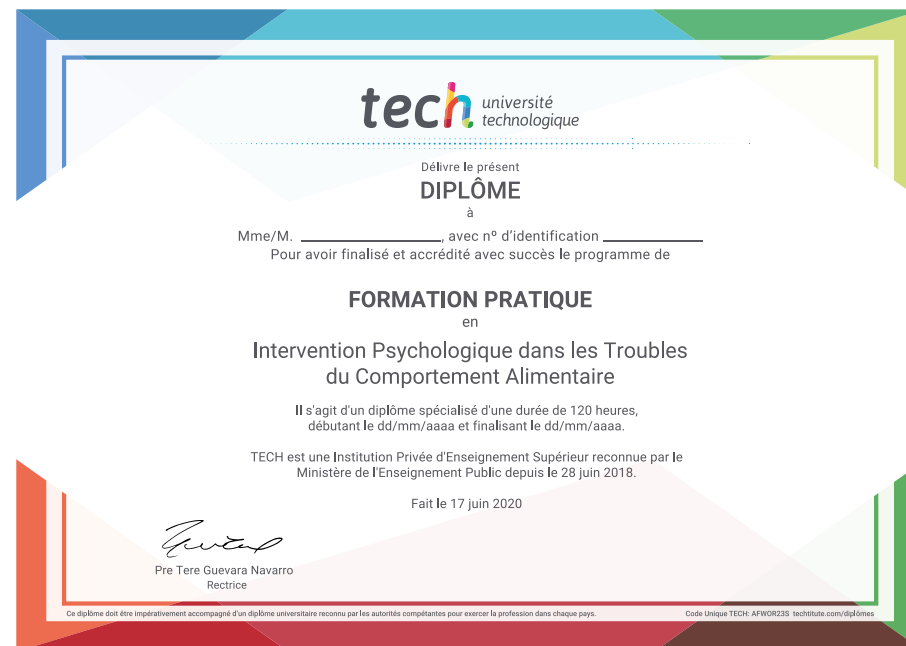 tech université
technologique
Délivre le présent
DIPLÔME
à
Mme/M. ____________________, avec nº d'identification ______________
Pour avoir finalisé et accrédité avec succès le programme de
FORMATION PRATIQUE
en
Intervention Psychologique dans les Troubles
du Comportement Alimentaire
Il s'agit d'un diplôme spécialisé d'une durée de 120 heures,
débutant le dd/mm/aaaa et finalisant le dd/mm/aaaa.
TECH est une Institution Privée d'Enseignement Supérieur reconnue par le
Ministère de l'Enseignement Public depuis le 28 juin 2018.
Fait le 17 juin 2020
Pre Tere Guevara Navarro
Rectrice
Ce diplôme doit être impérativement accompagné d'un diplôme universitaire reconnu par les autorités compétentes pour exercer la profession dans chaque pays.
Code Unique TECH: AFWOR23S techtitute.com/diplômes